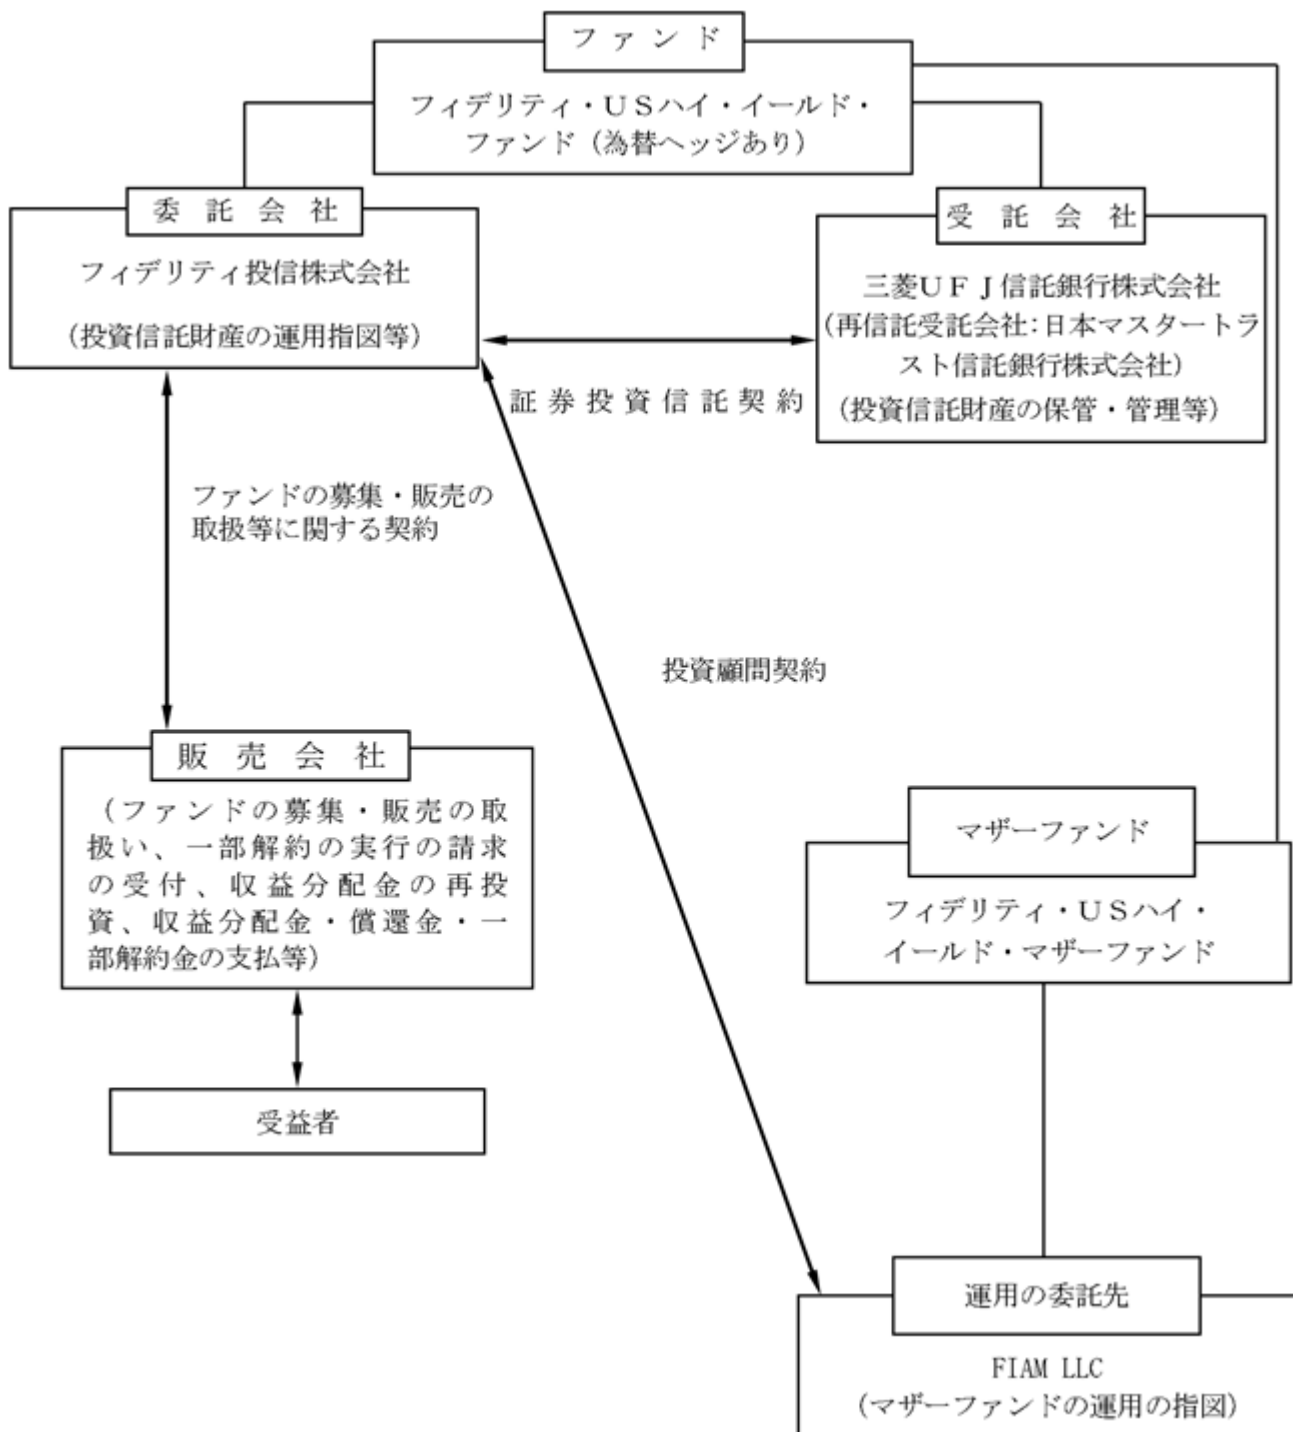 ファンド
フィデリティ・ＵＳハイ・イールド・
ファンド（為替ヘッジあり）
委託会社
フィデリティ投信株式会社
（投資信託財産の運用指図等）
受託会社
三菱ＵＦＪ信託銀行株式会社
（再信託受託会社：日本マスタートラ
スト信託銀行株式会社）
（投資信託財産の保管・管理等）
証券投資信託契約
ファンドの募集・販売の
取扱等に関する契約
投資顧問契約
販売会社
（ファンドの募集・販売の取
扱い、一部解約の実行の請求
の受付、収益分配金の再投
資、収益分配金・償還金・一
部解約金の支払等）
マザーファンド
フィデリティ・ＵＳハイ・
イールド・マザーファンド
受益者
運用の委託先
FIAM LLC
（マザーファンドの運用の指図）